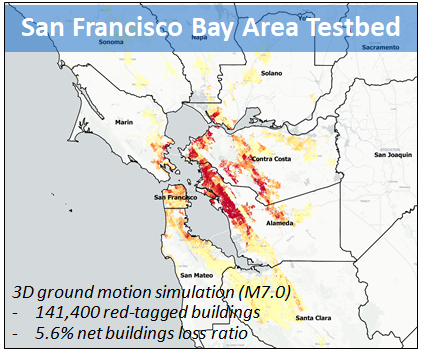 San Francisco Bay Area Testbed
Sonoma
Napa
Sacramento
Solano
Marin
Contra Costa
San Joaquin
San Francisco
Alameda
San Mateo
Santa Clara
3D ground motion simulation (M7.0)
- 141,400 red-tagged buildings
- 5.6% net buildings loss ratio